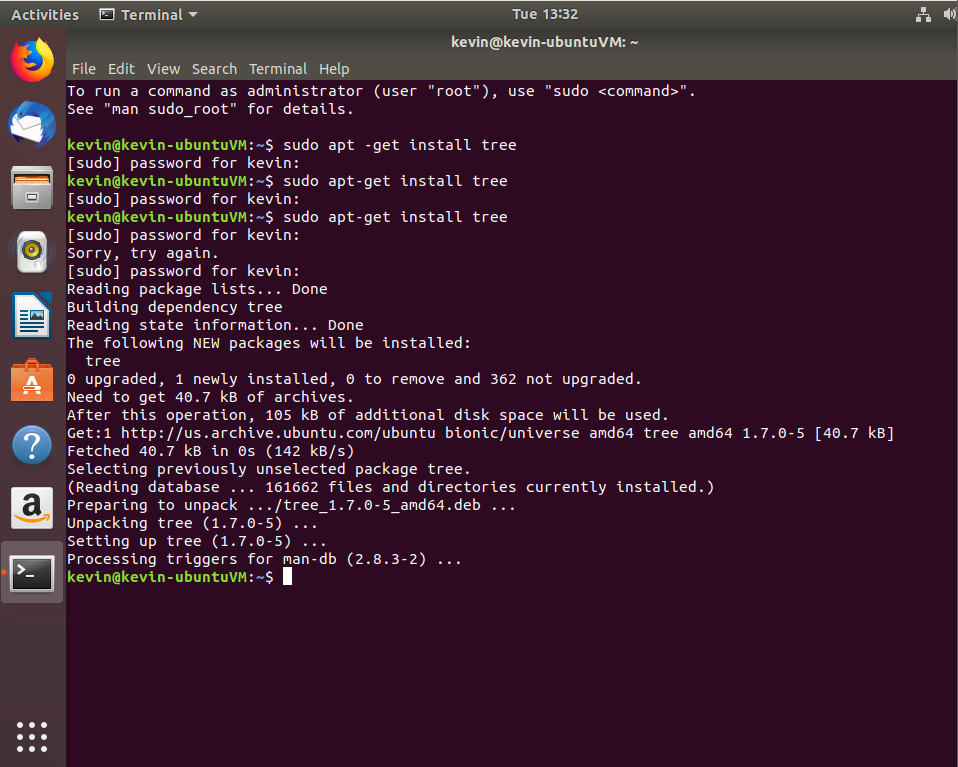 Activities Terminal Tue 13:32
kevin@kevin-ubuntuVM: ~
File Edit View Search Terminal Help
To run a command as administrator (user "root"), use "sudo <command>".
See "man sudo_root" for details.
kevin@kevin-ubuntuVM:~$ sudo apt -get install tree
[sudo] password for kevin:
kevin@kevin-ubuntuVM:~$ sudo apt-get install tree
[sudo] password for kevin:
kevin@kevin-ubuntuVM:~$ sudo apt-get install tree
[sudo] password for kevin:
Sorry, try again.
[sudo] password for kevin:
Reading package lists... Done
Building dependency tree
Reading state information... Done
The following NEW packages will be installed:
  tree
0 upgraded, 1 newly installed, 0 to remove and 362 not upgraded.
Need to get 40.7 kB of archives.
After this operation, 105 kB of additional disk space will be used.
Get:1 http://us.archive.ubuntu.com/ubuntu bionic/universe amd64 tree amd64 1.7.0-5 [40.7 kB]
Fetched 40.7 kB in 0s (142 kB/s)
Selecting previously unselected package tree.
(Reading database ... 161662 files and directories currently installed.)
Preparing to unpack .../tree_1.7.0-5_amd64.deb ...
Unpacking tree (1.7.0-5) ...
Setting up tree (1.7.0-5) ...
Processing triggers for man-db (2.8.3-2) ...
kevin@kevin-ubuntuVM:~$